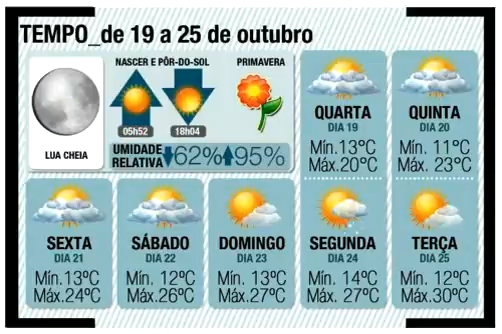 TEMPO_de 19 a 25 de outubro
NASCER E PÔR-DO-SOL
PRIMAVERA
05h52
18h04
LUA CHEIA
UMIDADE
RELATIVA
62% 95%
QUARTA
DIA 19
Mín.13ºC
Máx.20ºC
QUINTA
DIA 20
Mín. 11ºC
Máx. 23ºC
SEXTA
DIA 21
Mín.13ºC
Máx.24ºC
SÁBADO
DIA 22
Mín. 12ºC
Máx.26ºC
DOMINGO
DIA 23
Mín. 13ºC
Máx.27ºC
SEGUNDA
DIA 24
Mín. 14ºC
Máx. 27ºC
TERÇA
DIA 25
Mín. 12ºC
Máx.30ºC